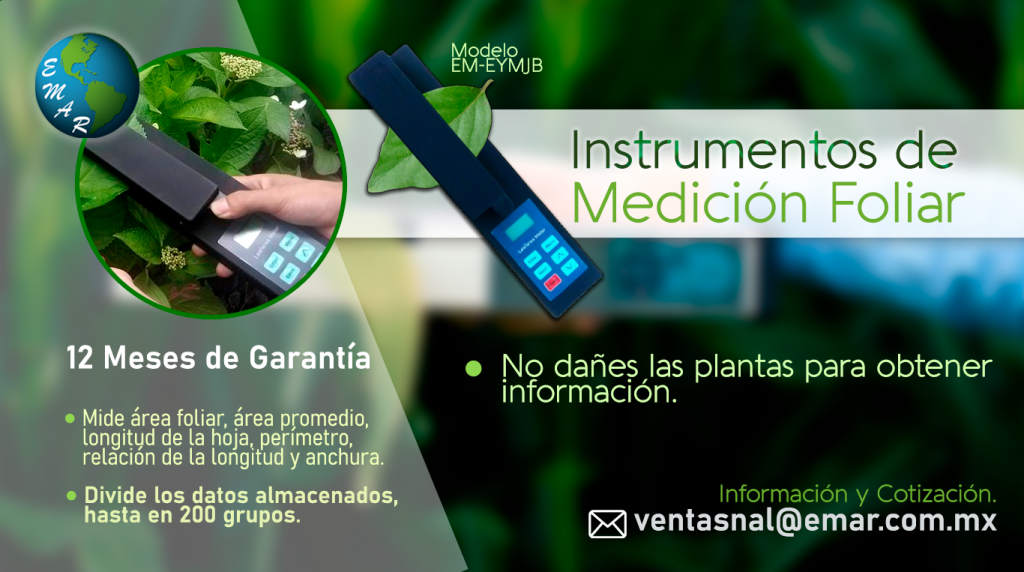 EMAR
Modelo
EM-EYMJB
Instrumentos de
Medición Foliar
12 Meses de Garantía
Mide área foliar, área promedio,
longitud de la hoja, perímetro,
relación de la longitud y anchura.
Divide los datos almacenados,
hasta en 200 grupos.
No dañes las plantas para obtener
información.
Información y Cotización.
ventasnal@emar.com.mx